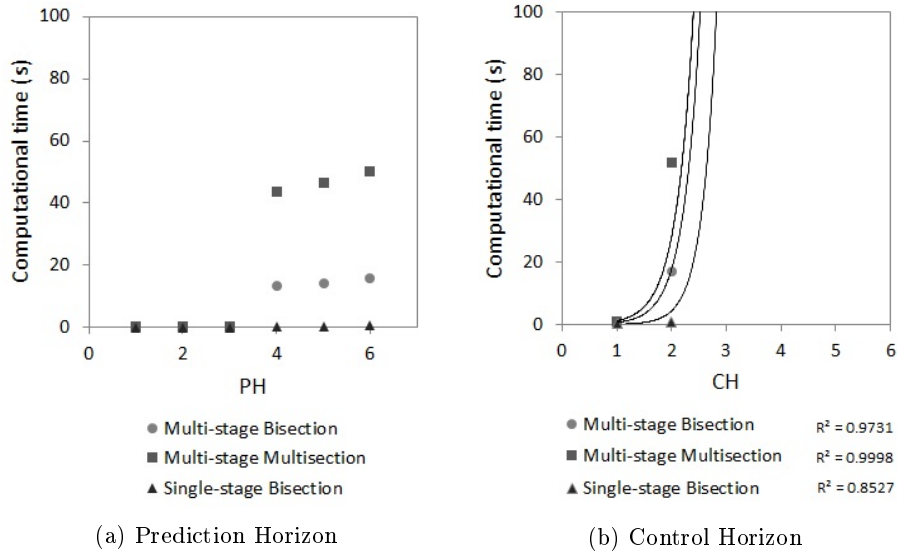 100
80
60
40
20
0
Computational time (s)
0 2 4 6
PH
Multi-stage Bisection
Multi-stage Multisection
Single-stage Bisection
(a) Prediction Horizon
100
80
60
40
20
0
Computational time (s)
0 1 2 3 4 5 6
CH
Multi-stage Bisection R² = 0.9731
Multi-stage Multisection R² = 0.9998
Single-stage Bisection R² = 0.8527
(b) Control Horizon